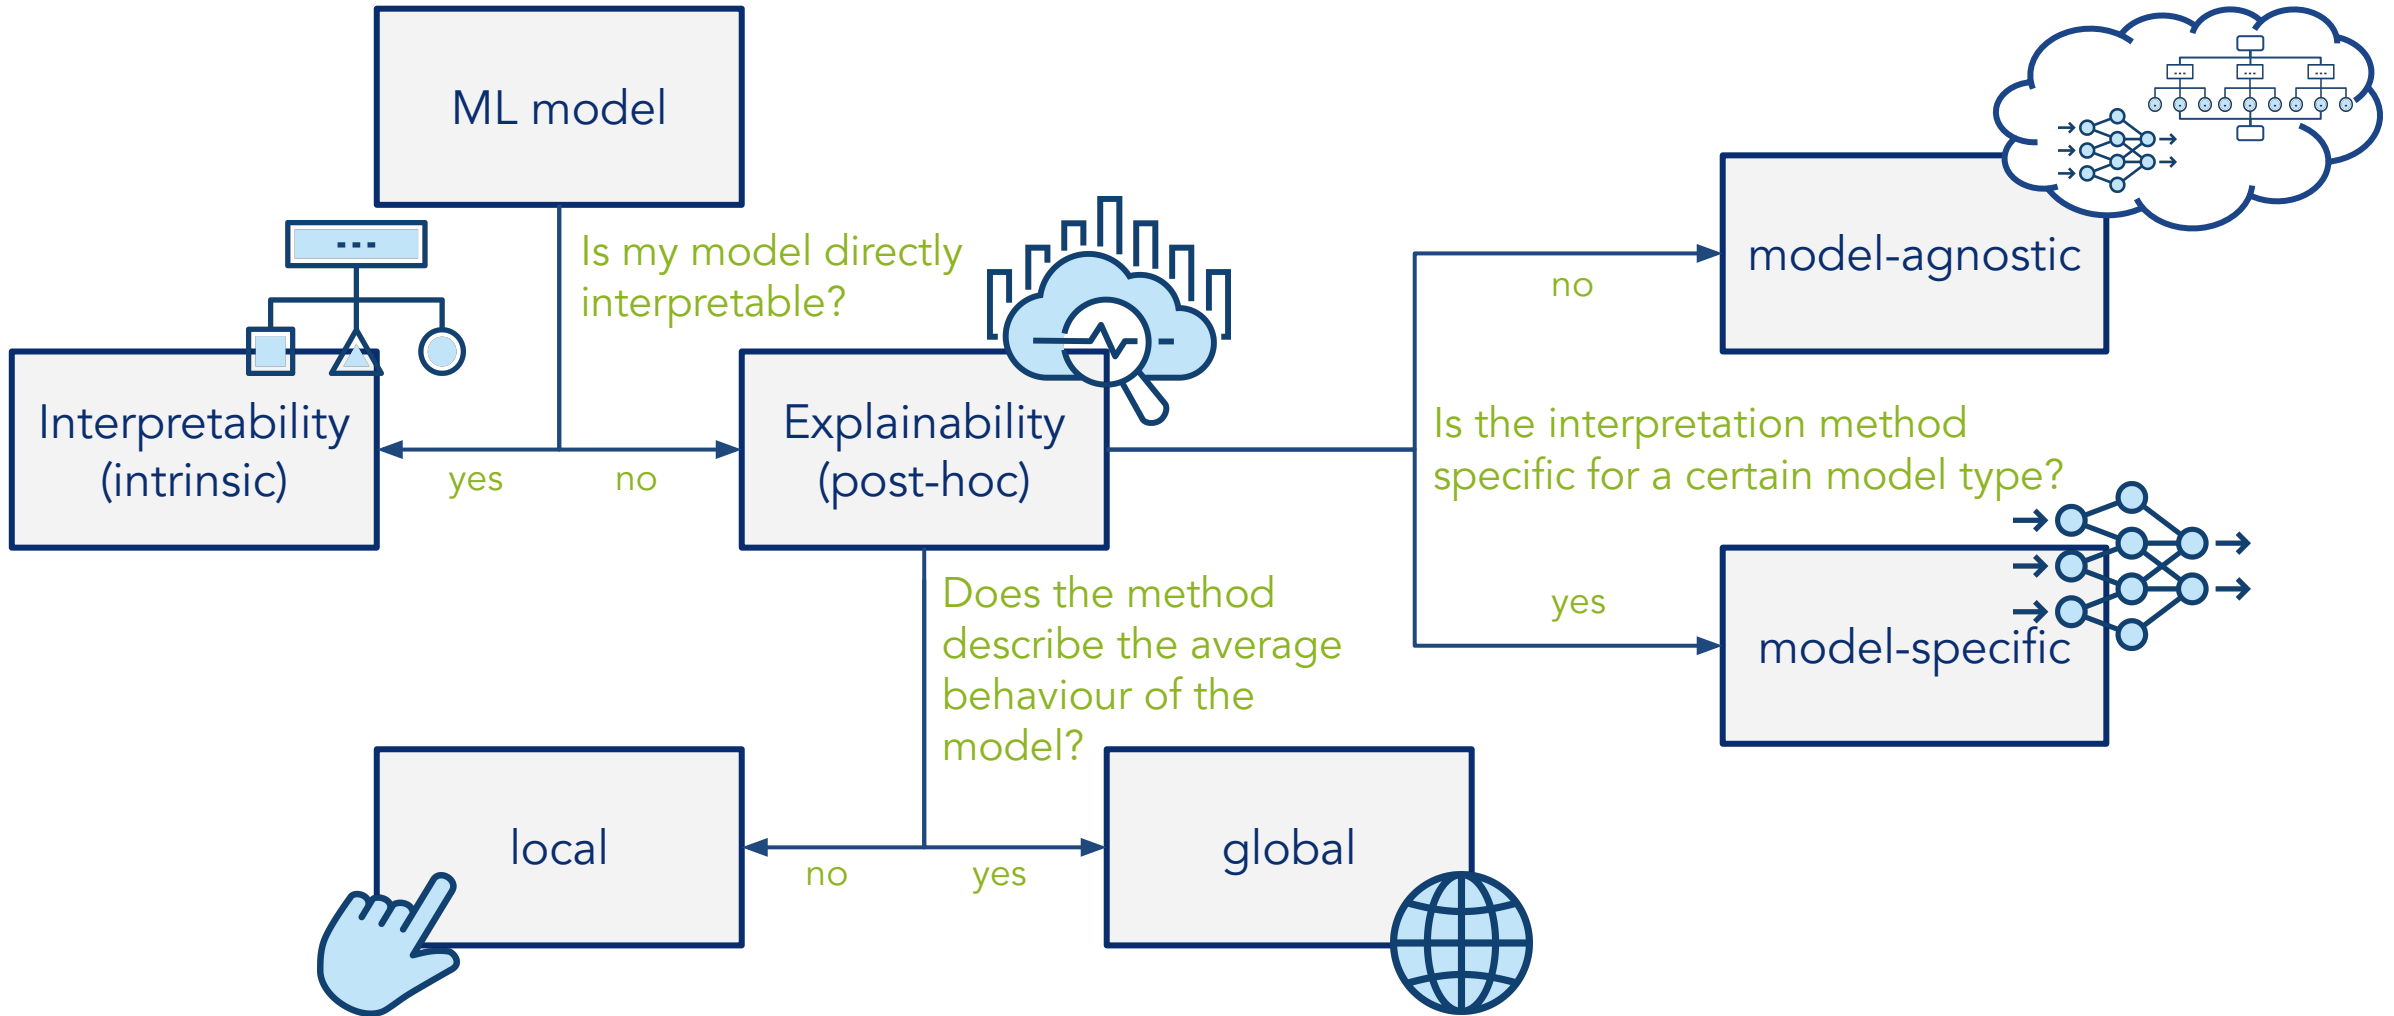 ML model
Is my model directly
interpretable?
Interpretability
(intrinsic)
yes
no
Explainability
(post-hoc)
no
model-agnostic
Is the interpretation method
specific for a certain model type?
yes
model-specific
Does the method
describe the average
behaviour of the
model?
local
no
yes
global